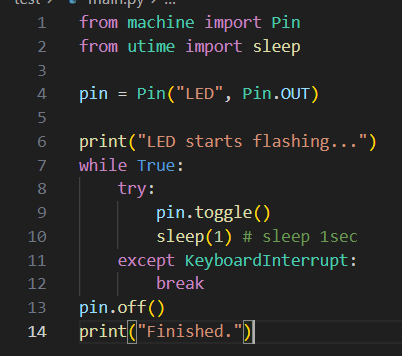 test > main.py > ...
1 from machine import Pin
2 from utime import sleep
3
4 pin = Pin("LED", Pin.OUT)
5
6 print("LED starts flashing...")
7 while True:
8     try:
9         pin.toggle()
10         sleep(1) # sleep 1sec
11     except KeyboardInterrupt:
12         break
13 pin.off()
14 print("Finished.")